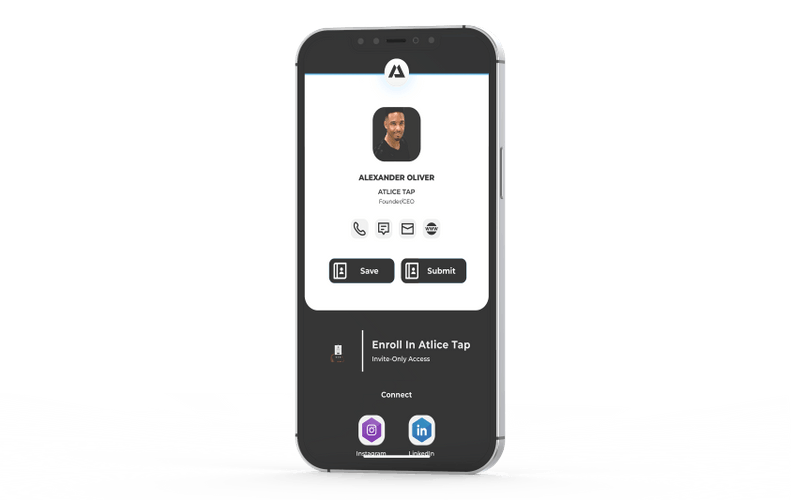 ALEXANDER OLIVER
ATLICE TAP
Founder/CEO
WWW
Save
Submit
Enroll In Atlice Tap
Invite-Only Access
Connect
in
Instagram
LinkedIn